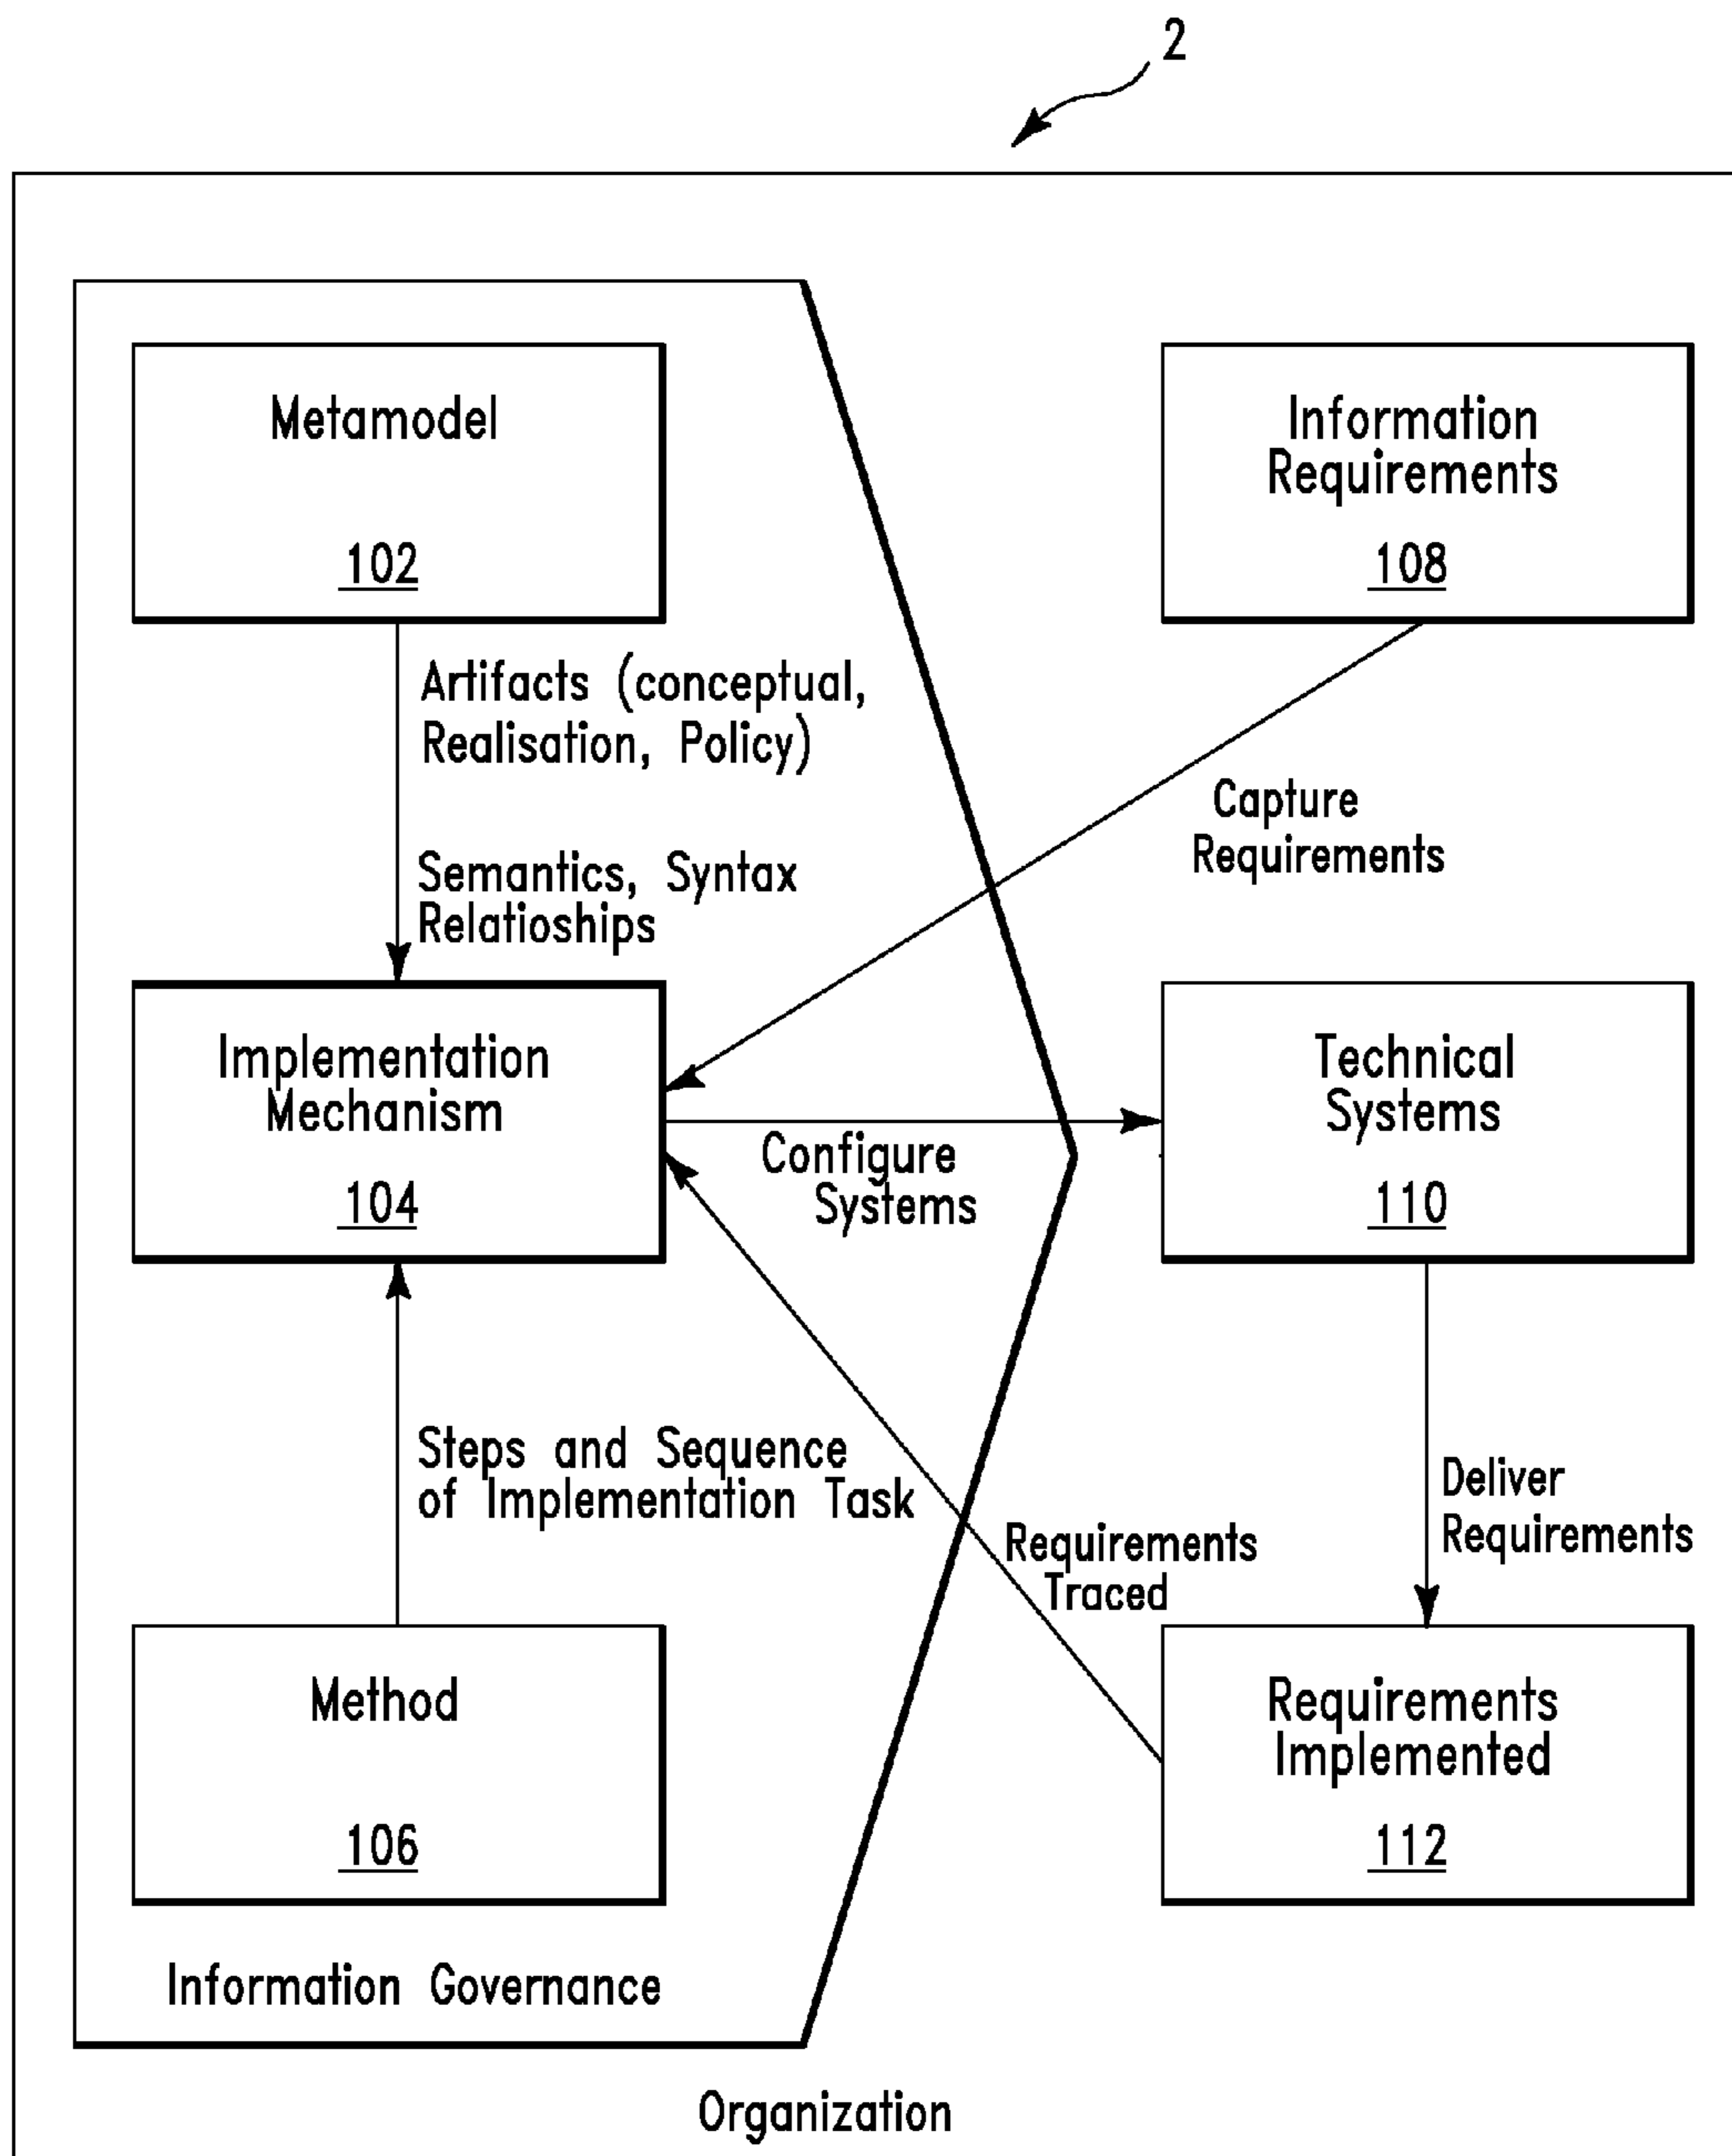 2
Metamodel
102
Information
Requirements
108
Artifacts (conceptual,
Realisation, Policy)
Semantics, Syntax
Relatioships
Capture
Requirements
Implementation
Mechanism
104
Configure
Systems
Technical
Systems
110
Steps and Sequence
of Implementation Task
Requirements
Traced
Deliver
Requirements
Method
106
Requirements
Implemented
112
Information Governance
Organization